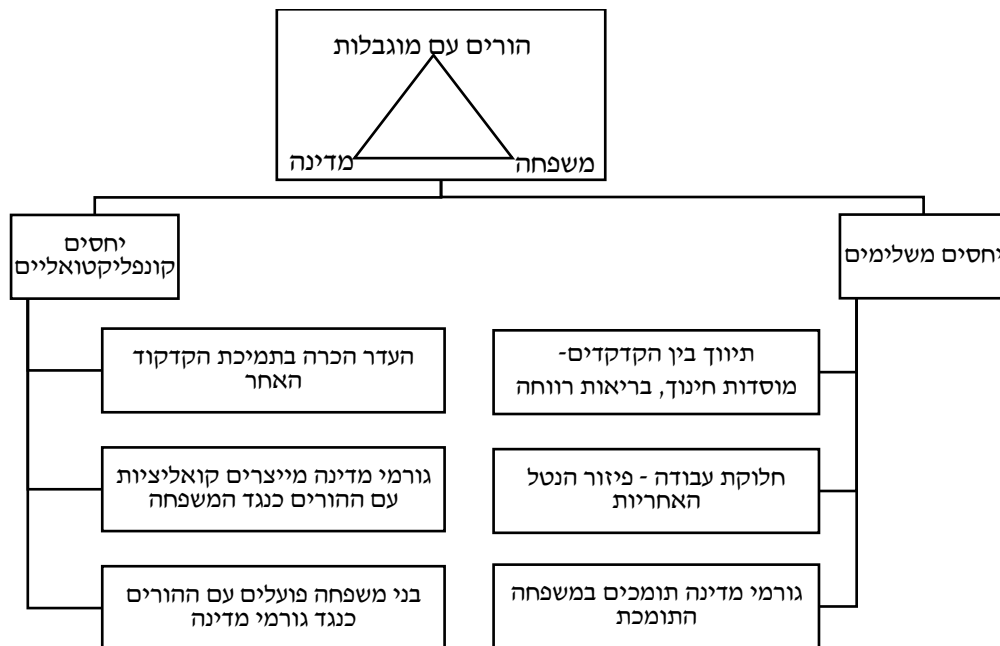 הורים עם מוגבלות
משפחה
מדינה
יחסים משלימים
תיווך בין הקדקדים-
מוסדות חינוך, בריאות רווחה
חלוקת עבודה - פיזור הנטל
האחריות
גורמי מדינה תומכים במשפחה
התומכת
יחסים
קונפליקטואליים
העדר הכרה בתמיכת הקדקוד
האחר
גורמי מדינה מייצרים קואליציות
עם ההורים כנגד המשפחה
בני משפחה פועלים עם ההורים
כנגד גורמי מדינה